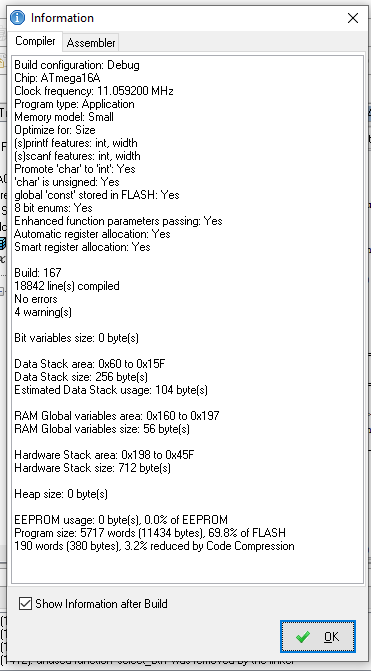 Information
Compiler
Assembler
Build configuration: Debug
Chip: ATmega16A
Clock frequency: 11.059200 MHz
Program type: Application
Memory model: Small
Optimize for: Size
(s)printf features: int, width
(s)scanf features: int, width
Promote 'char' to 'int': Yes
'char' is unsigned: Yes
global 'const' stored in FLASH: Yes
8 bit enums: Yes
Enhanced function parameters passing: Yes
Automatic register allocation: Yes
Smart register allocation: Yes
Build: 167
18842 line(s) compiled
No errors
4 warning(s)
Bit variables size: 0 byte(s)
Data Stack area: 0x60 to 0x15F
Data Stack size: 256 byte(s)
Estimated Data Stack usage: 104 byte(s)
RAM Global variables area: 0x160 to 0x197
RAM Global variables size: 56 byte(s)
Hardware Stack area: 0x198 to 0x45F
Hardware Stack size: 712 byte(s)
Heap size: 0 byte(s)
EEPROM usage: 0 byte(s), 0.0% of EEPROM
Program size: 5717 words (11434 bytes), 69.8% of FLASH
190 words (380 bytes), 3.2% reduced by Code Compression
Show Information after Build
OK
unused function 'select_btn' was removed by the linker